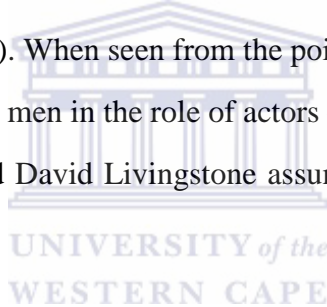 ). When seen from the poi
men in the role of actors
d David Livingstone assur
UNIVERSITY of the
WESTERN CAPE